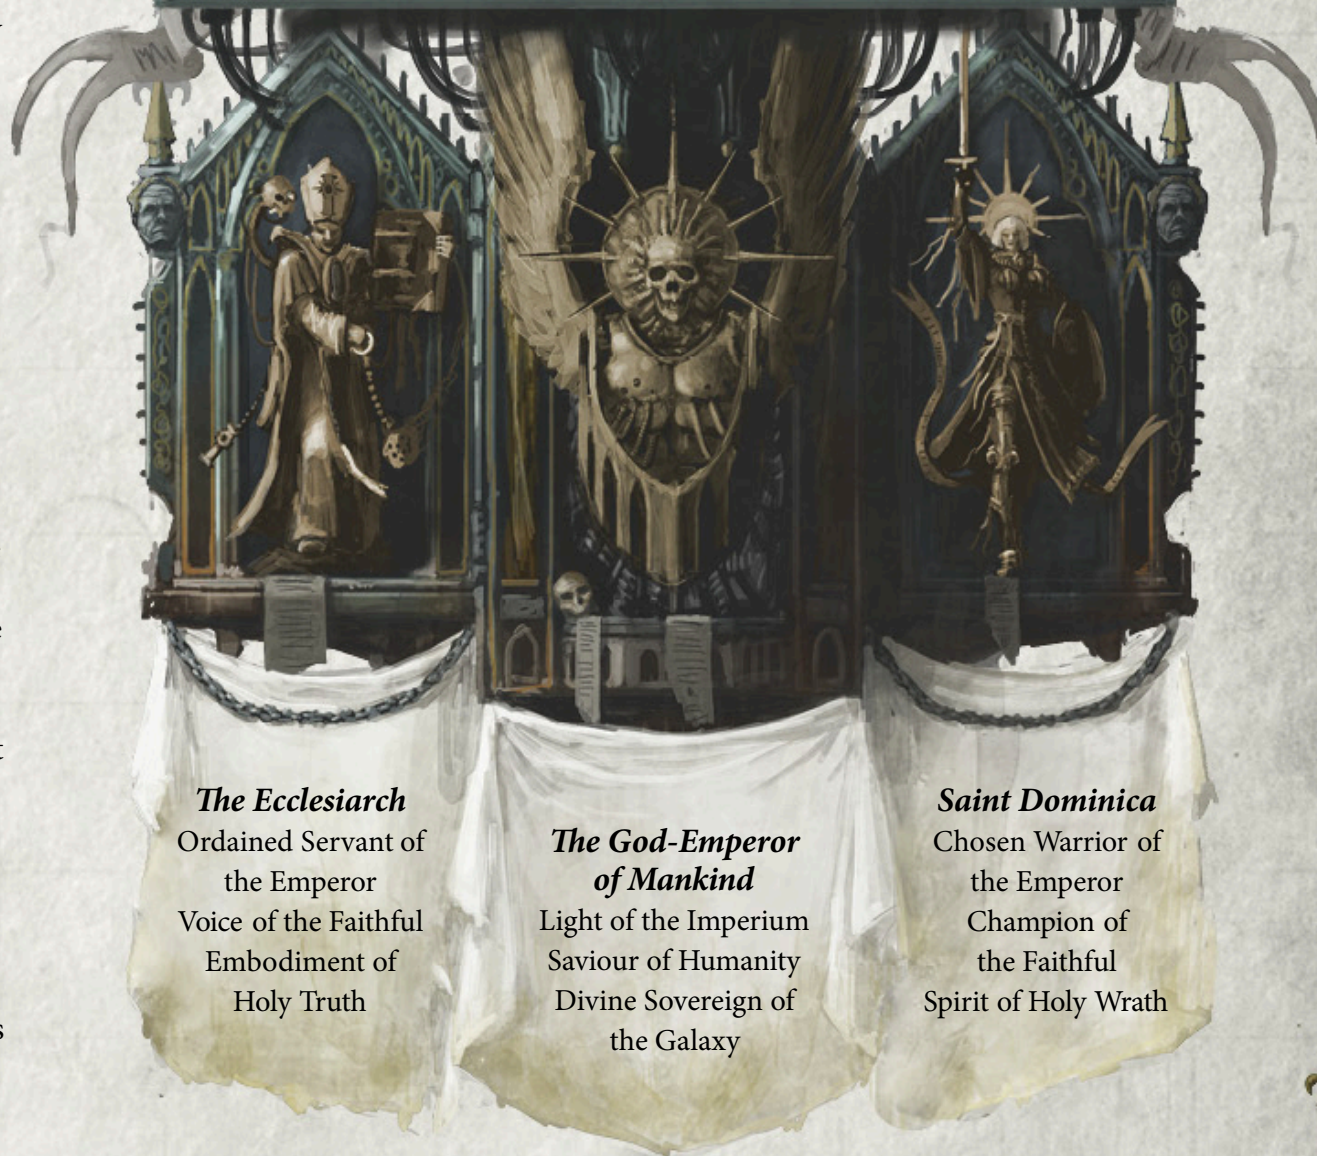 The Ecclesiarch
Ordained Servant of
the Emperor
Voice of the Faithful
Embodiment of
Holy Truth
The God-Emperor
of Mankind
Light of the Imperium
Saviour of Humanity
Divine Sovereign of
the Galaxy
Saint Dominica
Chosen Warrior of
the Emperor
Champion of
the Faithful
Spirit of Holy Wrath